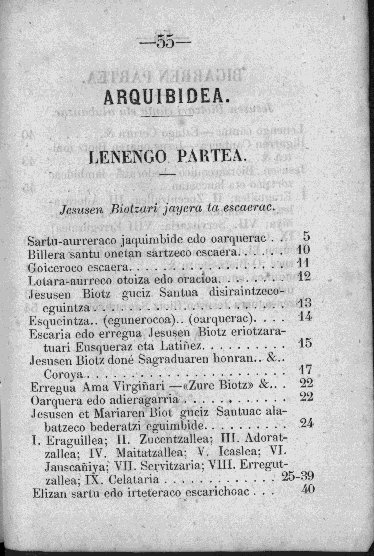 —55—
ARQUIBIDEA.
LENENGO PARTEA.
Jesusen Biotzari jayera ta escaerac.
Sartu-aurreraco jaquimbide edo oarquerac . . 5
Billera santu onetan sartzeco escaera. . . . . . 10
Goiceroco escaera. . . . . . . . . . . . . . . . 11
Lotara-aurreco otoiza edo oracioa. . . . . . . . 12
Jesusen Biotz guciz Santua disiraintzeco-
eguintza. . . . . . . . . . . . . . . . . . . . 13
Esqueintza.. (egunerocoa).. (oarquerac). . . . . 14
Escaria edo erregua Jesusen Biotz eriotzara-
tuari Eusqueraz eta Latiñez. . . . . . . . . . 15
Jesusen Biotz doné Sagraduaren honran.. &..
Coroya . . . . . . . . . . . . . . . . . . . . 17
Erregua Ama Virgiñari —«Zure Biotz» &. . . 22
Oarquera edo adieragarria . . . . . . . . . . . 22
Jesusen et Mariaren Biot guciz Santuac ala-
batzeco bederatzi eguimbide. . . . . . . . . . 24
I. Eraguillea; II. Zucentzallea; III. Adorat-
zallea; IV. Maitatzallea; V. Icaslea; VI.
Jauscañiya; VII. Servitzaria; VIII. Erregut-
zallea; IX. Celataria . . . . . . . . . . . . 25-39
Elizan sartu edo irteteraco escarichoac . . . 40